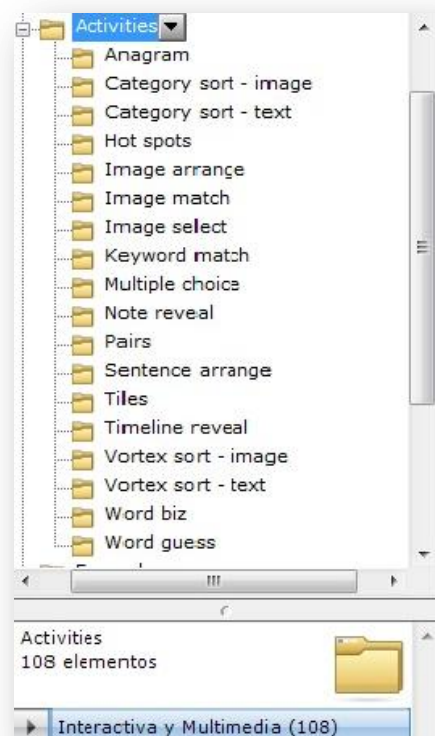 Activities
Anagram
Category sort - image
Category sort - text
Hot spots
Image arrange
Image match
Image select
Keyword match
Multiple choice
Note reveal
Pairs
Sentence arrange
Tiles
Timeline reveal
Vortex sort - image
Vortex sort - text
Word biz
Word guess
Activities
108 elementos
Interactiva y Multimedia (108)